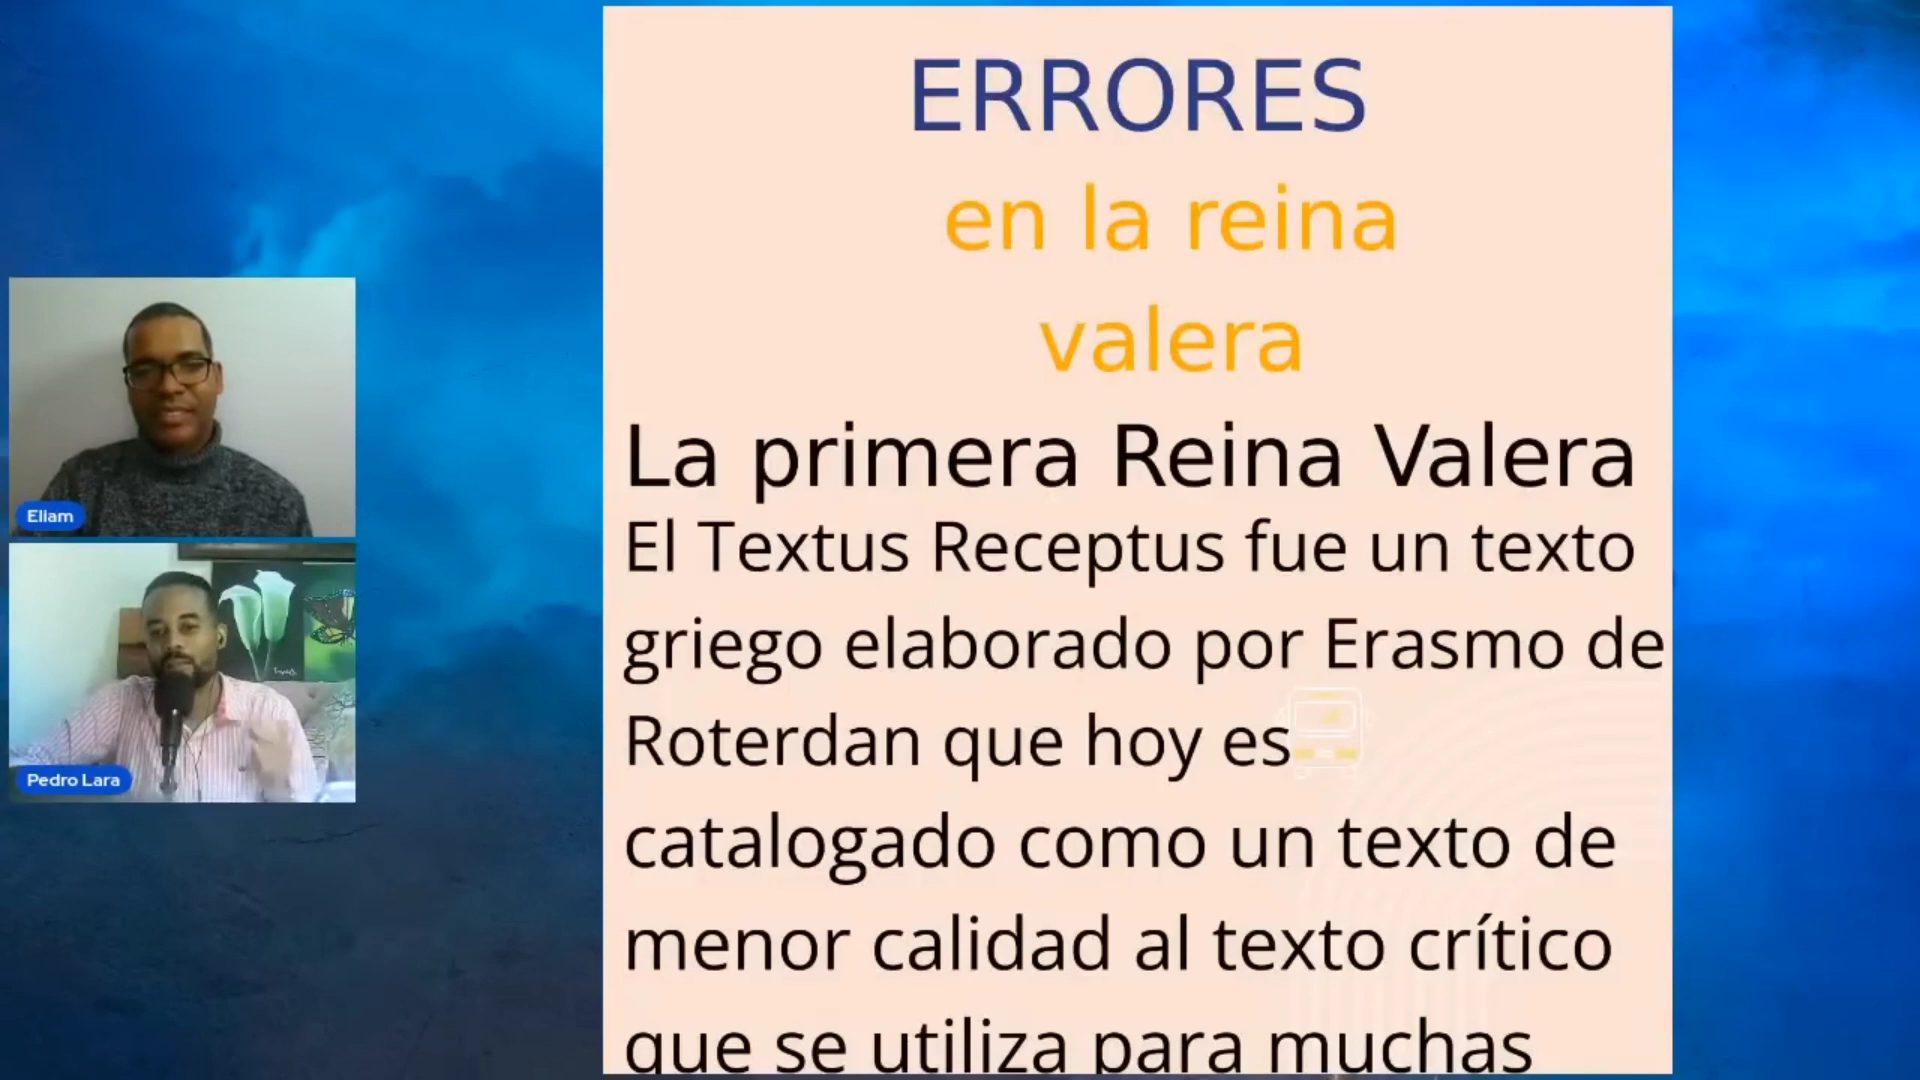 ERRORES
en la reina
valera
La primera Reina Valera
El Textus Receptus fue un texto
griego elaborado por Erasmo de
Roterdan que hoy es
catalogado como un texto de
menor calidad al texto crítico
que se utiliza para muchas
Eliam
Pedro Lara